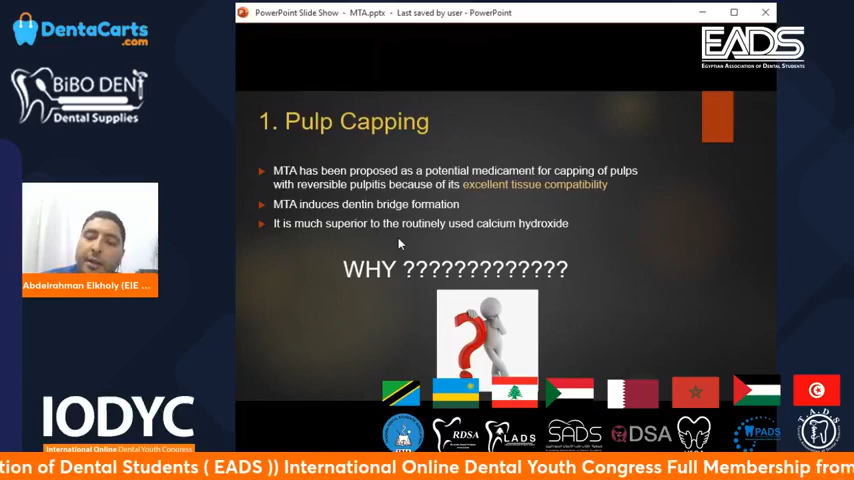 PowerPoint Slide Show - MTA.pptx - Last saved by user - PowerPoint
DentaCarts
.com
BiBO DENT
Dental Supplies
EADS
EGYPTIAN ASSOCIATION OF DENTAL STUDENTS
1. Pulp Capping
MTA has been proposed as a potential medicament for capping of pulps
with reversible pulpitis because of its excellent tissue compatibility
MTA induces dentin bridge formation
It is much superior to the routinely used calcium hydroxide
WHY ?????????????
Abdelrahman Elkholy (EIE ...
IODYC
International Online Dental Youth Congress
RDSA
LADS
SADS
QDSA
PADS
T.A.D.S
tion of Dental Students ( EADS )) International Online Dental Youth Congress Full Membership from